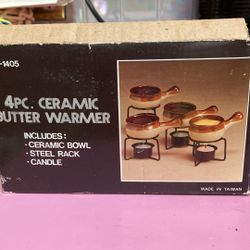 -1405
4PC. CERAMIC
BUTTER WARMER
INCLUDES:
• CERAMIC BOWL
• STEEL RACK
• CANDLE
MADE IN TAIWAN